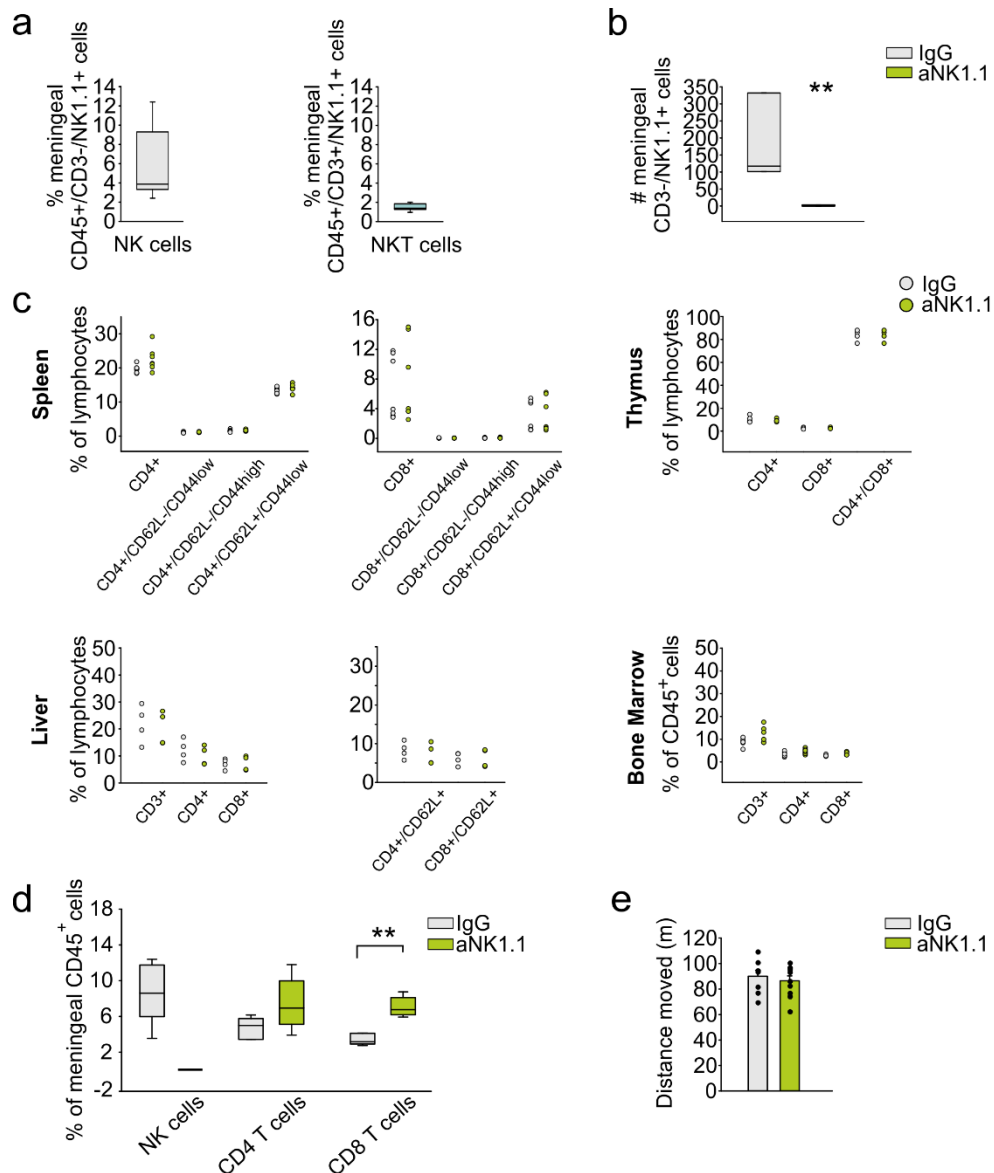 a
% meningeal
CD45+/CD3-/NK1.1+ cells
14
12
10
8
6
4
2
0
NK cells
% meningeal
CD45+/CD3+/NK1.1+ cells
14
12
10
8
6
4
2
0
NKT cells
b
# meningeal
CD3-/NK1.1+ cells
350
300
250
200
150
100
50
0
**
IgG
aNK1.1
c
IgG
aNK1.1
Spleen
% of lymphocytes
30
20
10
0
CD4+
CD4+/CD62L-/CD44low
CD4+/CD62L-/CD44high
CD4+/CD62L+/CD44low
16
12
8
4
0
CD8+
CD8+/CD62L-/CD44low
CD8+/CD62L-/CD44high
CD8+/CD62L+/CD44low
Thymus
% of lymphocytes
100
80
60
40
20
0
CD4+
CD8+
CD4+/CD8+
Liver
% of lymphocytes
50
40
30
20
10
0
CD3+
CD4+
CD8+
30
20
10
0
CD4+/CD62L+
CD8+/CD62L+
Bone Marrow
% of CD45+ cells
50
40
30
20
10
0
CD3+
CD4+
CD8+
d
% of meningeal CD45+ cells
18
14
10
6
2
-2
**
IgG
aNK1.1
NK cells
CD4 T cells
CD8 T cells
e
Distance moved (m)
120
100
80
60
40
20
0
IgG
aNK1.1